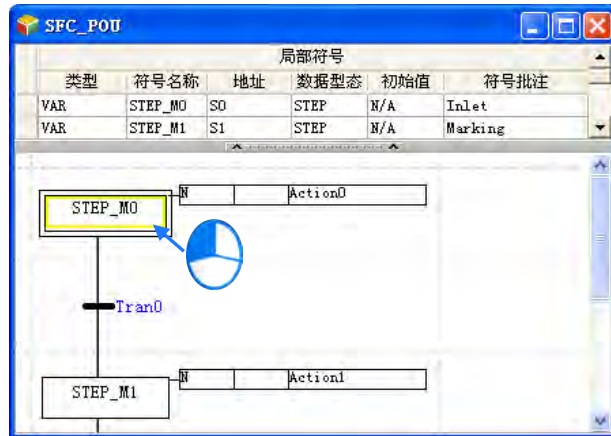 SFC_POU
局部符号
类型 符号名称 地址 数据型态 初始值 符号批注
VAR STEP_M0 S0 STEP N/A Inlet
VAR STEP_M1 S1 STEP N/A Marking
N Action0
STEP_M0
Tran0
N Action1
STEP_M1